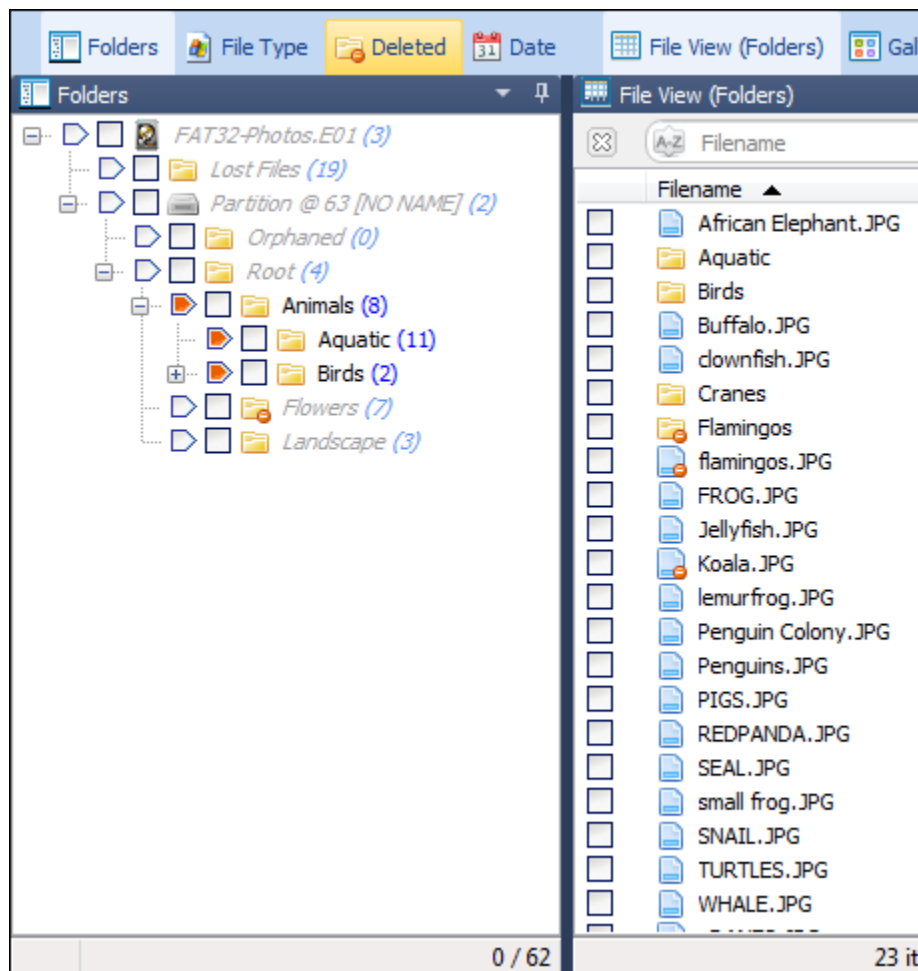 Folders File Type Deleted 31 Date File View (Folders) Gal
Folders
FAT32-Photos.E01 (3)
Lost Files (19)
Partition @ 63 [NO NAME] (2)
Orphaned (0)
Root (4)
Animals (8)
Aquatic (11)
Birds (2)
Flowers (7)
Landscape (3)
0 / 62
File View (Folders)
A-Z Filename
Filename
African Elephant.JPG
Aquatic
Birds
Buffalo.JPG
clownfish.JPG
Cranes
Flamingos
flamingos.JPG
FROG.JPG
Jellyfish.JPG
Koala.JPG
lemurfrog.JPG
Penguin Colony.JPG
Penguins.JPG
PIGS.JPG
REDPANDA.JPG
SEAL.JPG
small frog.JPG
SNAIL.JPG
TURTLES.JPG
WHALE.JPG
23 it